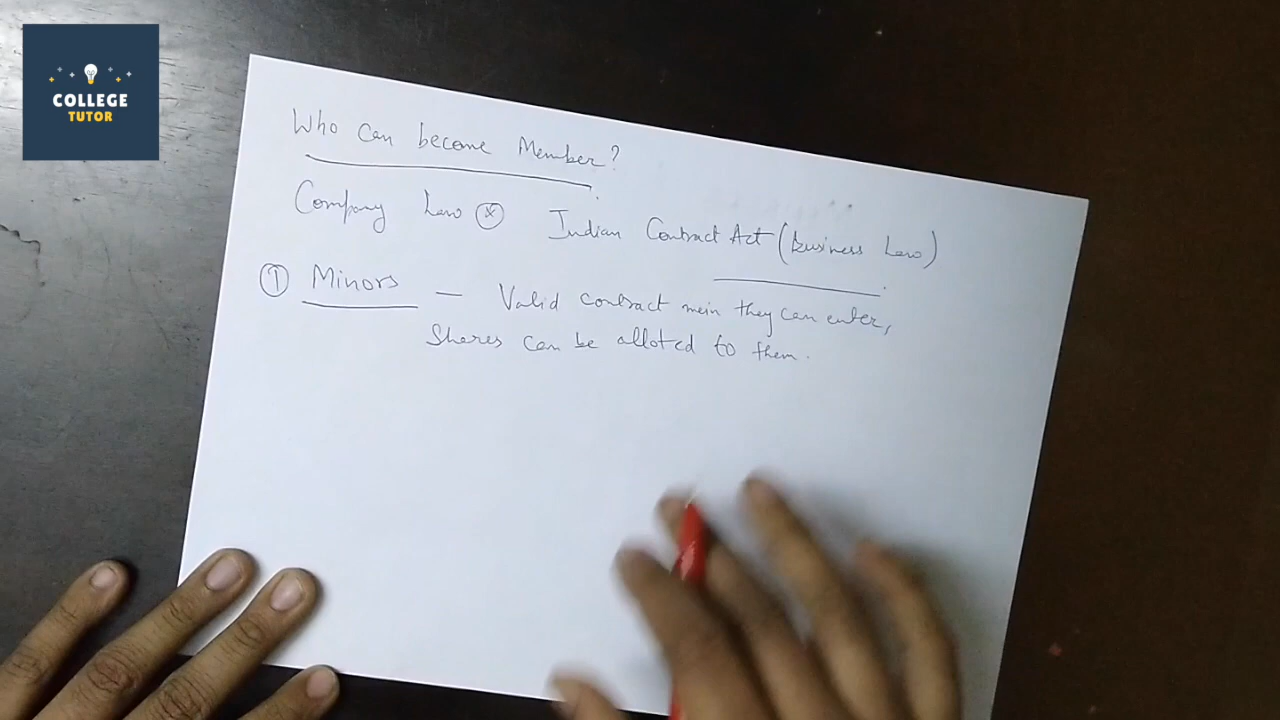 COLLEGE
TUTOR
Who can become Member?
Company Law ⓧ Indian Contract Act (Business Law)
① Minors — Valid contract mein they can enter,
Shares can be alloted to them.